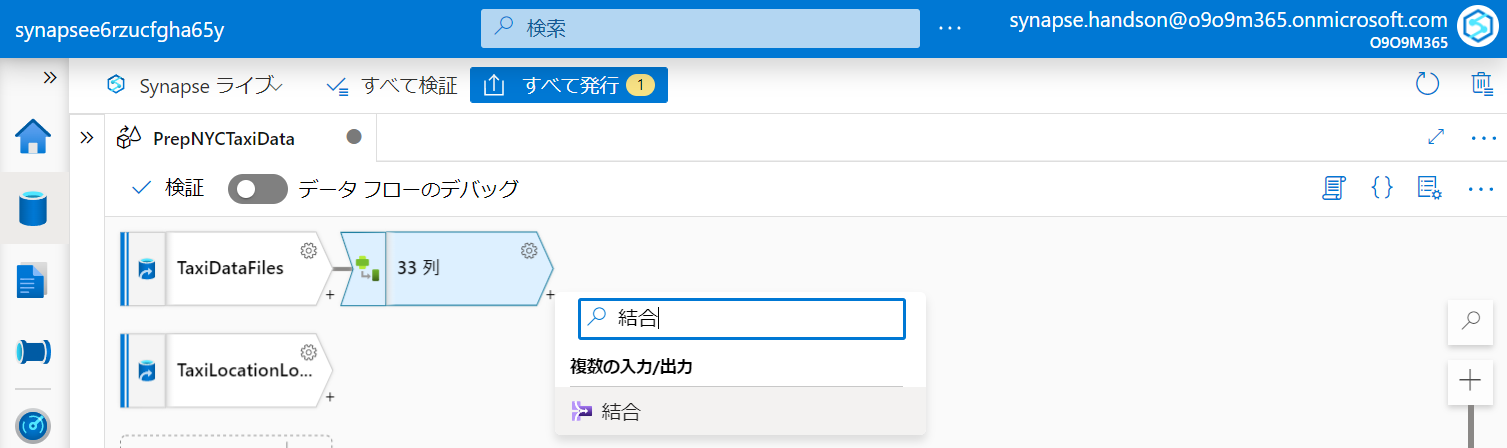 synapsee6rzucfgha65y
検索
synapse.handson@o9o9m365.onmicrosoft.com
O9O9M365
Synapse ライブ
すべて検証
すべて発行 1
PrepNYCTaxiData
検証
データ フローのデバッグ
TaxiDataFiles
33 列
結合
TaxiLocationLo...
複数の入力/出力
結合